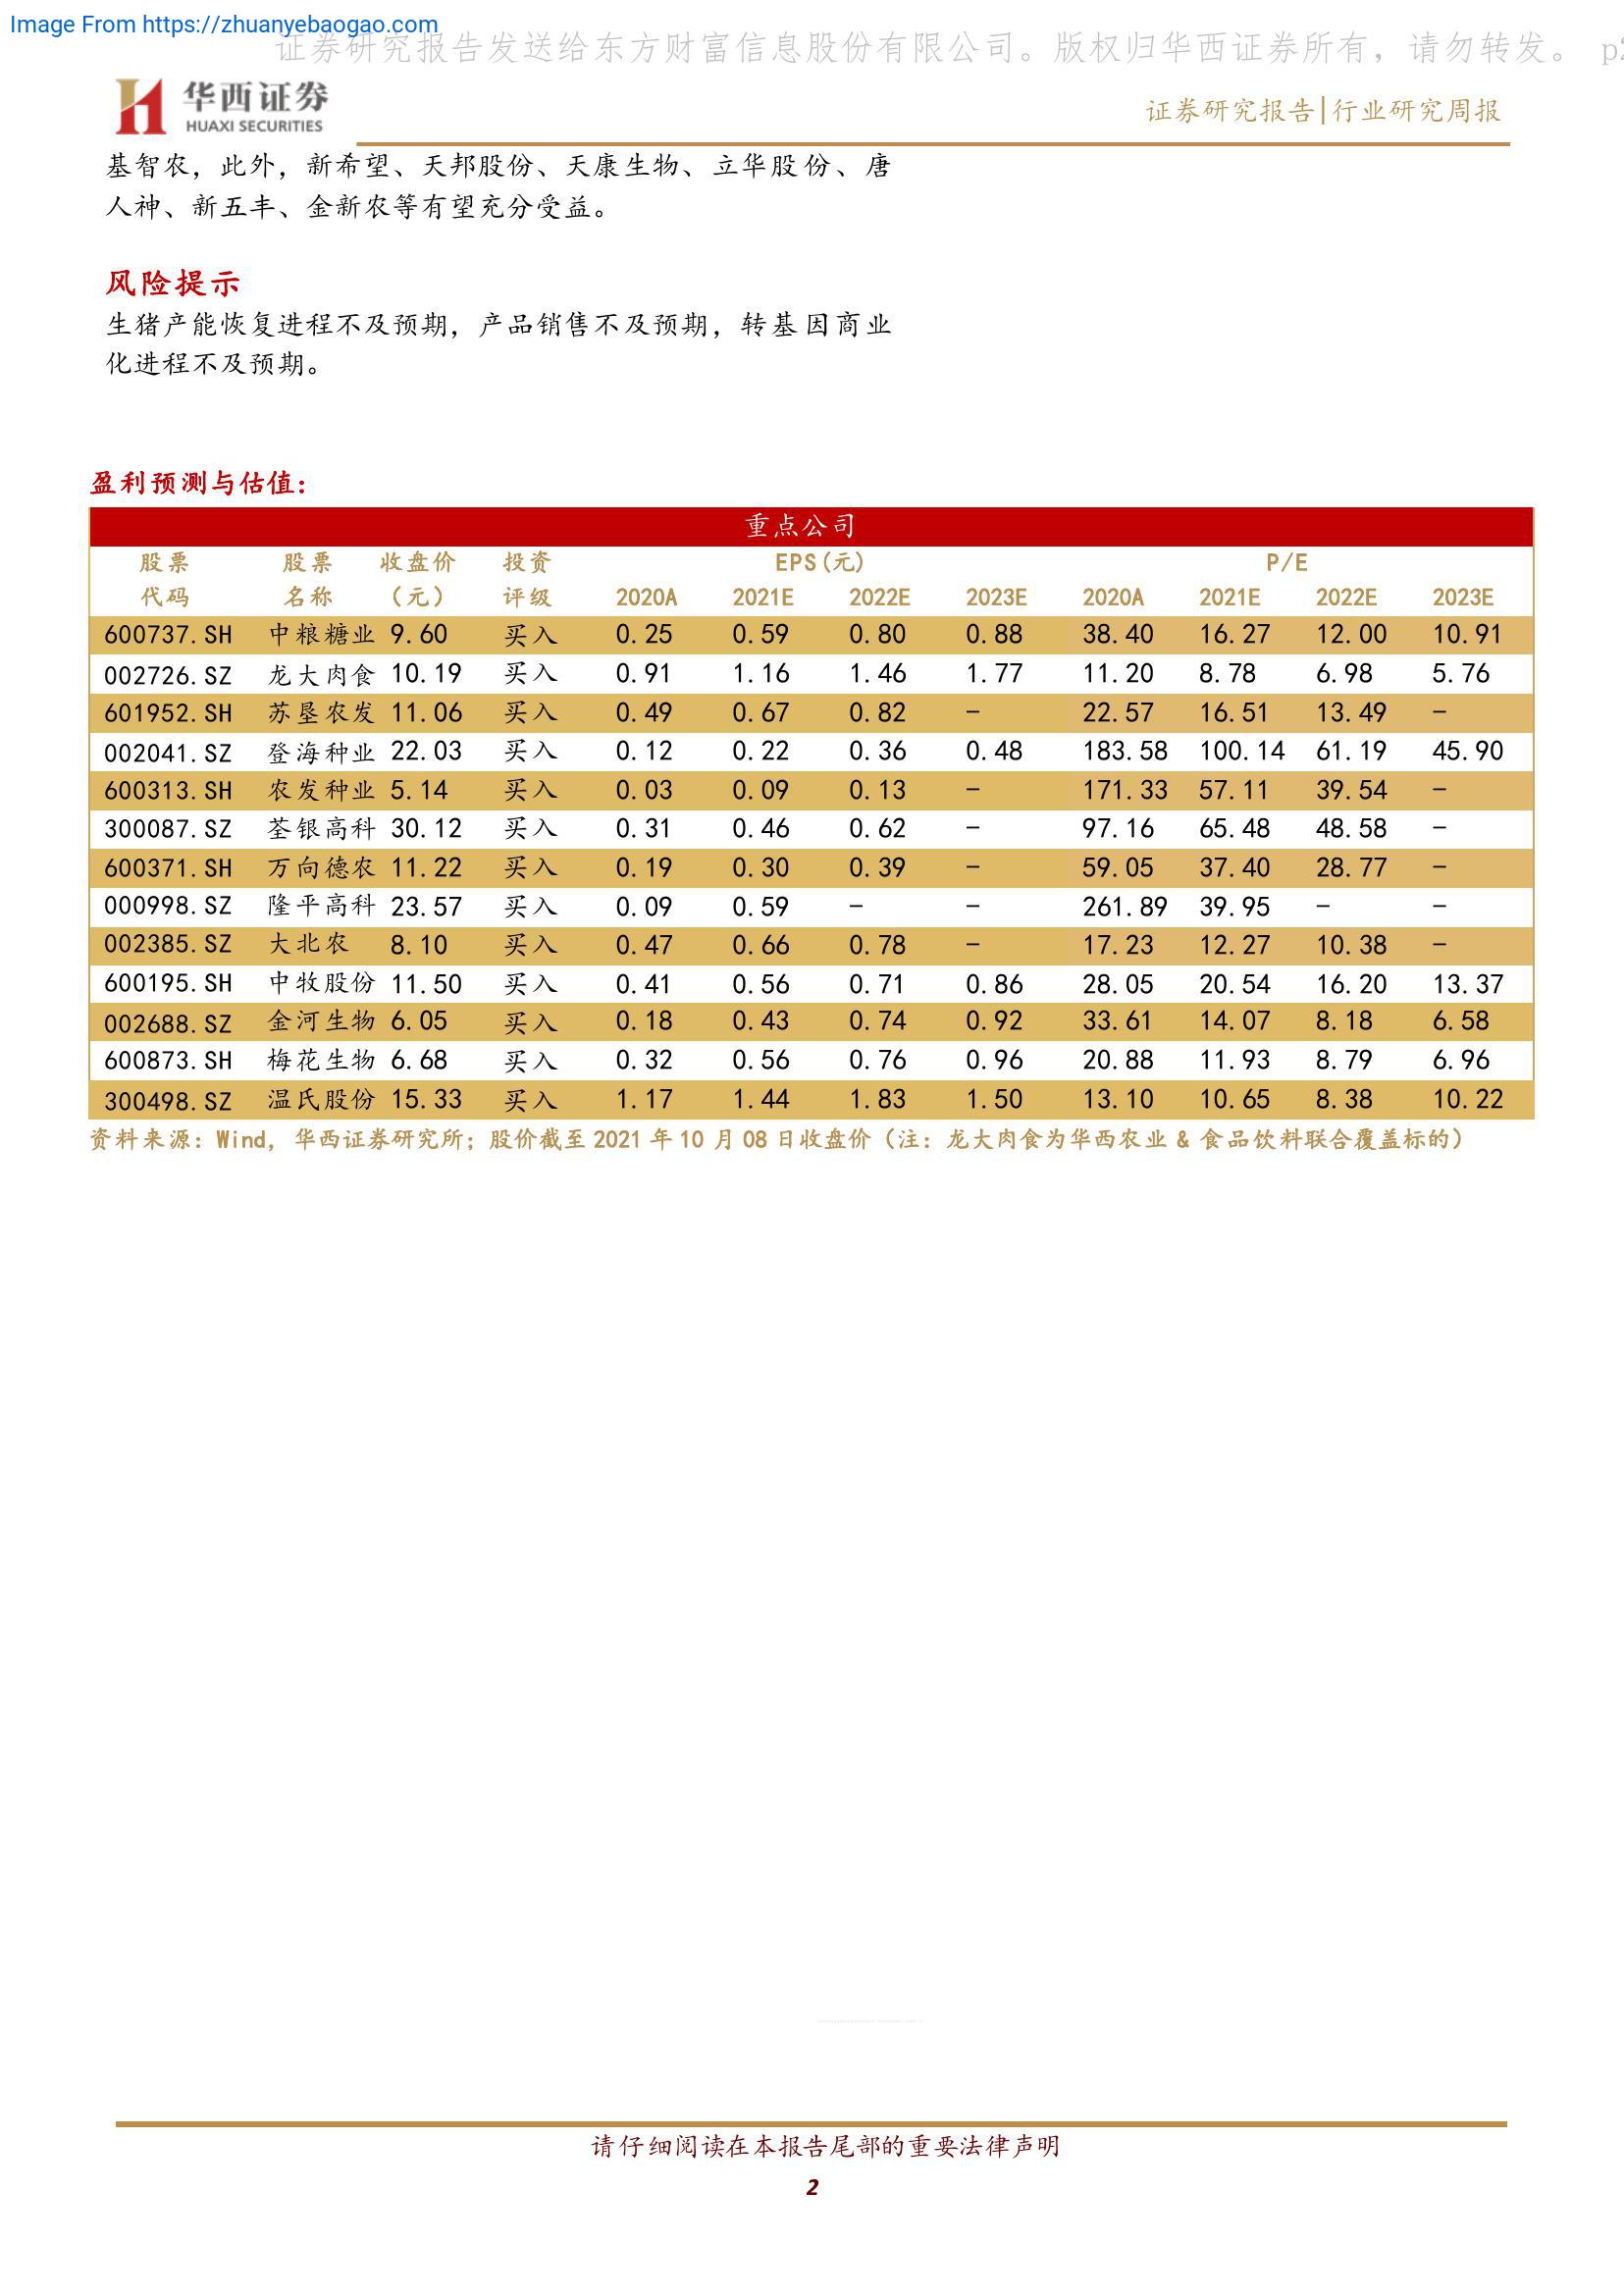 Image From https://zhuanyebaogao.com
证券研究报告发送给东方财富信息股份有限公司。版权归华西证券所有，请勿转发。 p2
华西证券
HUAXI SECURITIES
证券研究报告|行业研究周报
基智农，此外，新希望、天邦股份、天康生物、立华股份、唐
人神、新五丰、金新农等有望充分受益。
风险提示
生猪产能恢复进程不及预期，产品销售不及预期，转基因商业
化进程不及预期。
盈利预测与估值：
重点公司
股票 股票 收盘价 投资 EPS(元) P/E
代码 名称 （元） 评级 2020A 2021E 2022E 2023E 2020A 2021E 2022E 2023E
600737.SH 中粮糖业 9.60 买入 0.25 0.59 0.80 0.88 38.40 16.27 12.00 10.91
002726.SZ 龙大肉食 10.19 买入 0.91 1.16 1.46 1.77 11.20 8.78 6.98 5.76
601952.SH 苏垦农发 11.06 买入 0.49 0.67 0.82 - 22.57 16.51 13.49 -
002041.SZ 登海种业 22.03 买入 0.12 0.22 0.36 0.48 183.58 100.14 61.19 45.90
600313.SH 农发种业 5.14 买入 0.03 0.09 0.13 - 171.33 57.11 39.54 -
300087.SZ 荃银高科 30.12 买入 0.31 0.46 0.62 - 97.16 65.48 48.58 -
600371.SH 万向德农 11.22 买入 0.19 0.30 0.39 - 59.05 37.40 28.77 -
000998.SZ 隆平高科 23.57 买入 0.09 0.59 - - 261.89 39.95 - -
002385.SZ 大北农 8.10 买入 0.47 0.66 0.78 - 17.23 12.27 10.38 -
600195.SH 中牧股份 11.50 买入 0.41 0.56 0.71 0.86 28.05 20.54 16.20 13.37
002688.SZ 金河生物 6.05 买入 0.18 0.43 0.74 0.92 33.61 14.07 8.18 6.58
600873.SH 梅花生物 6.68 买入 0.32 0.56 0.76 0.96 20.88 11.93 8.79 6.96
300498.SZ 温氏股份 15.33 买入 1.17 1.44 1.83 1.50 13.10 10.65 8.38 10.22
资料来源：Wind，华西证券研究所；股价截至 2021 年 10 月 08 日收盘价（注：龙大肉食为华西农业 & 食品饮料联合覆盖标的）
请仔细阅读在本报告尾部的重要法律声明
2